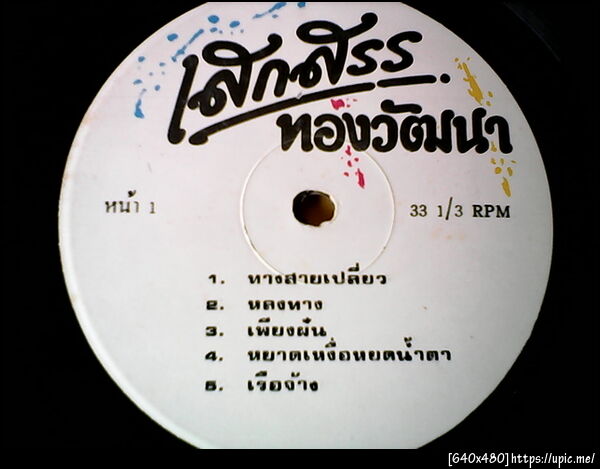 เสกสรร
ทองวัฒนา
หน้า 1
33 1/3 RPM
1. ทางสายเปลี่ยว
2. หลงทาง
3. เพียงฝัน
4. หยาดเหงื่อหยดน้ำตา
5. เรือจ้าง
[640x480]https://upic.me/